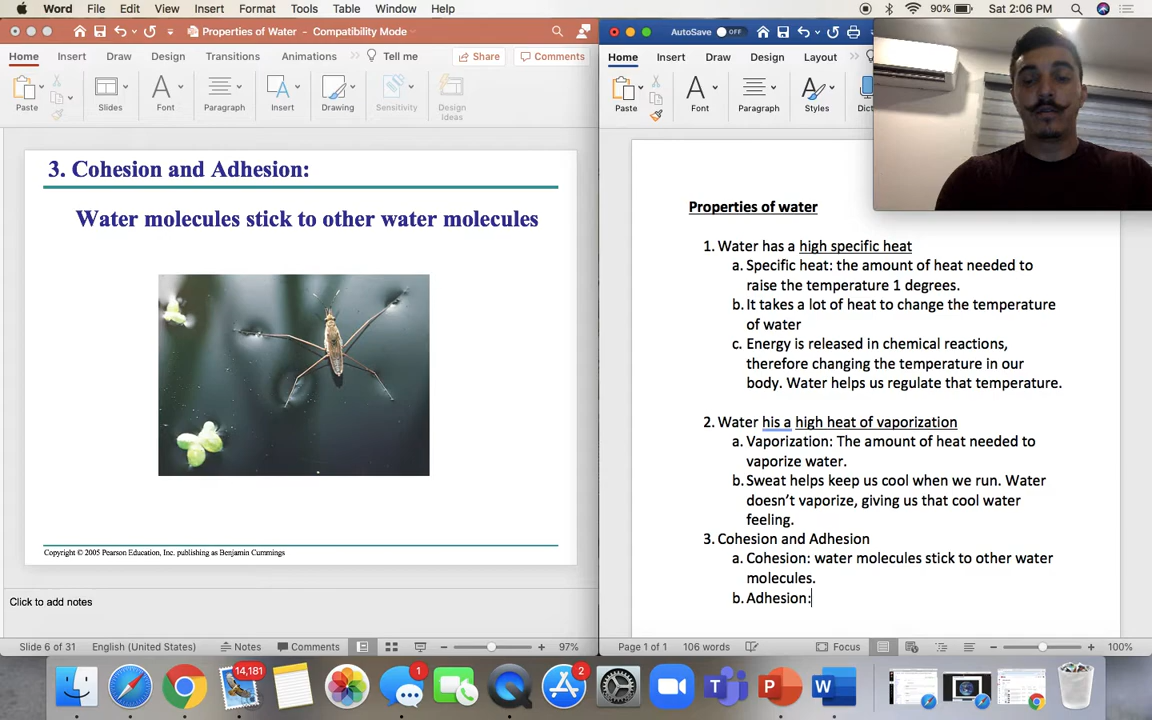 Word File Edit View Insert Format Tools Table Window Help
90% Sat 2:06 PM
Properties of Water - Compatibility Mode
Home Insert Draw Design Transitions Animations Tell me Share Comments
Paste Slides Font Paragraph Insert Drawing Sensitivity Design Ideas
3. Cohesion and Adhesion:
Water molecules stick to other water molecules
Copyright © 2005 Pearson Education, Inc. publishing as Benjamin Cummings
Click to add notes
Slide 6 of 31 English (United States) Notes Comments 97%
AutoSave OFF
Home Insert Draw Design Layout
Paste Font Paragraph Styles Dict
Properties of water
1. Water has a high specific heat
a. Specific heat: the amount of heat needed to
raise the temperature 1 degrees.
b. It takes a lot of heat to change the temperature
of water
c. Energy is released in chemical reactions,
therefore changing the temperature in our
body. Water helps us regulate that temperature.
2. Water his a high heat of vaporization
a. Vaporization: The amount of heat needed to
vaporize water.
b. Sweat helps keep us cool when we run. Water
doesn't vaporize, giving us that cool water
feeling.
3. Cohesion and Adhesion
a. Cohesion: water molecules stick to other water
molecules.
b. Adhesion:
Page 1 of 1 106 words Focus 100%
14,181 1 2